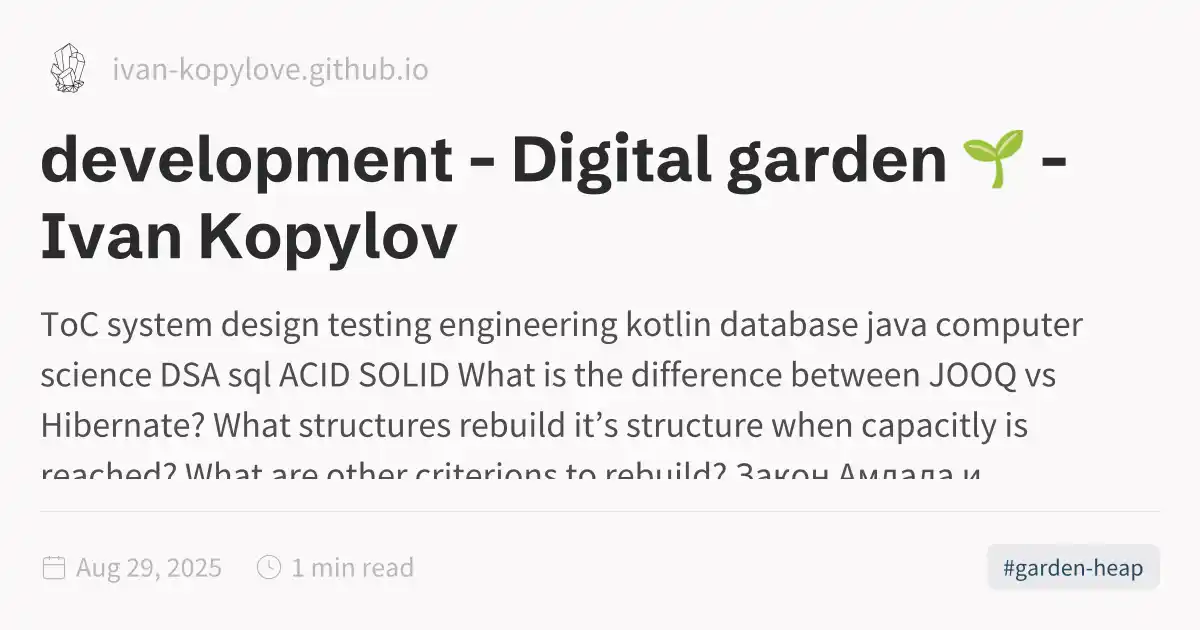 ivan-kopylove.github.io
development - Digital garden 🌱 -
Ivan Kopylov
ToC system design testing engineering kotlin database java computer
science DSA sql ACID SOLID What is the difference between JOOQ vs
Hibernate? What structures rebuild it’s structure when capacitly is
reached? What are other criterions to rebuild? Закон Амдала и
Aug 29, 2025
1 min read
#garden-heap